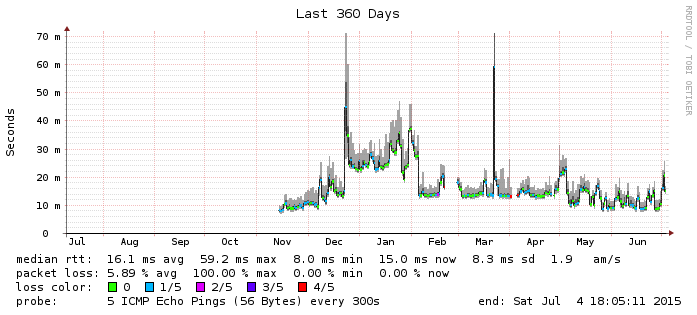 Last 360 Days
RRDTOOL / TOBI OETIKER
Seconds
70 m
60 m
50 m
40 m
30 m
20 m
10 m
0
Jul Aug Sep Oct Nov Dec Jan Feb Mar Apr May Jun
median rtt: 16.1 ms avg 59.2 ms max 8.0 ms min 15.0 ms now 8.3 ms sd 1.9 am/s
packet loss: 5.89 % avg 100.00 % max 0.00 % min 0.00 % now
loss color: 0 1/5 2/5 3/5 4/5
probe: 5 ICMP Echo Pings (56 Bytes) every 300s end: Sat Jul 4 18:05:11 2015